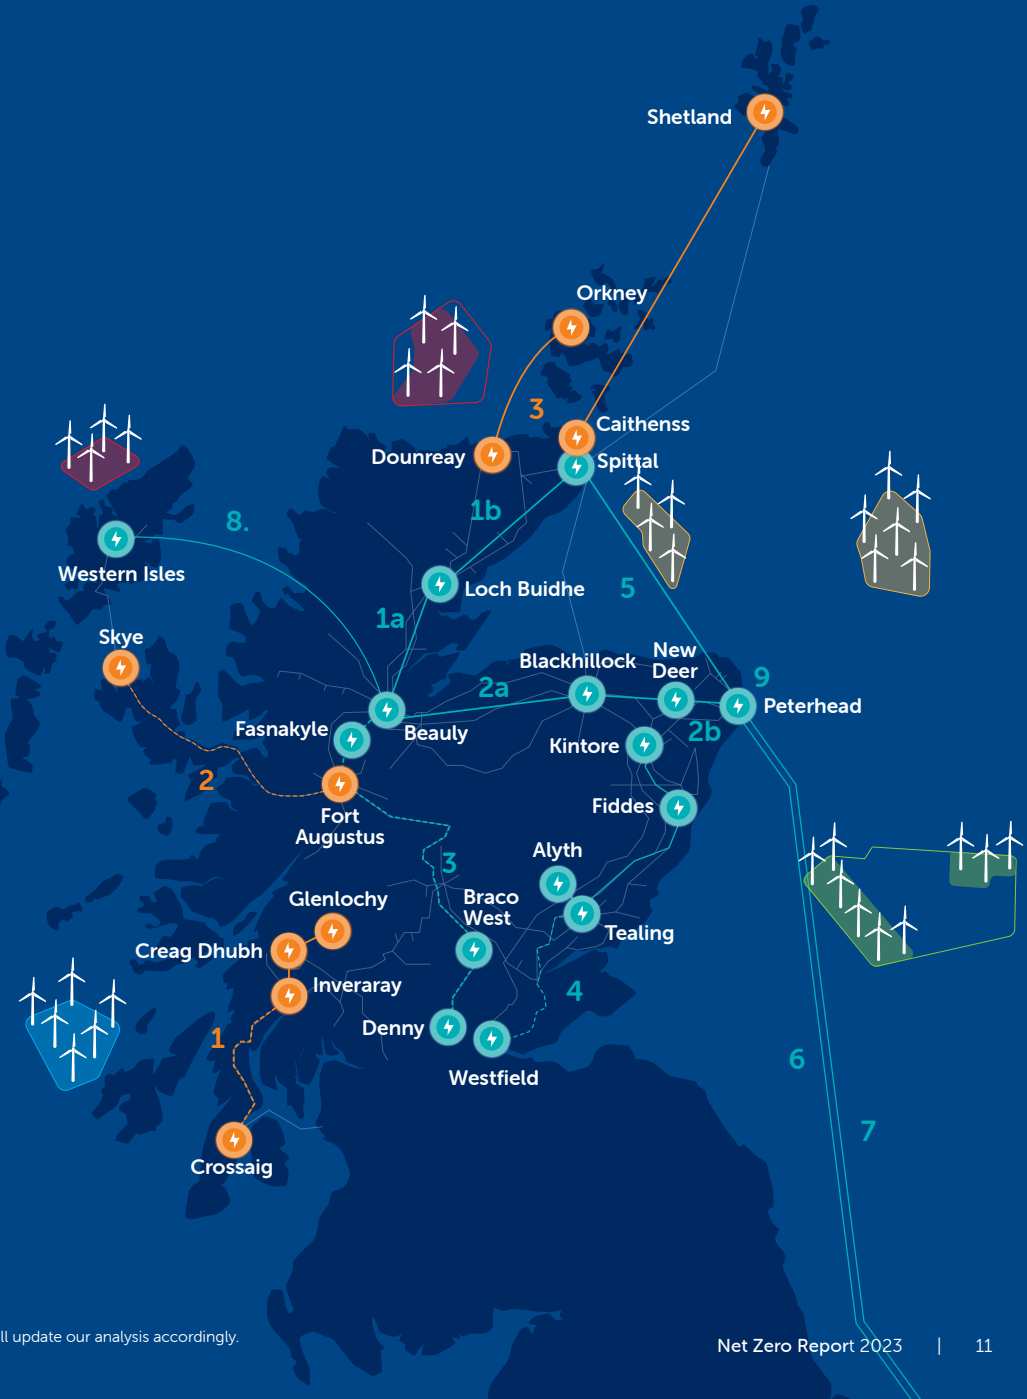 Shetland
Orkney
3
Caithenss
Dounreay
Spittal
1b
8.
Western Isles
Loch Buidhe
5
1a
Skye
Blackhillock
New
Deer
9
2a
Peterhead
Fasnakyle
Beauly
2b
Kintore
2
Fort
Augustus
Fiddes
Alyth
3
Glenlochy
Braco
West
Tealing
Creag Dhubh
Inveraray
4
Denny
1
6
Westfield
7
Crossaig
ll update our analysis accordingly.
Net Zero Report 2023 | 11